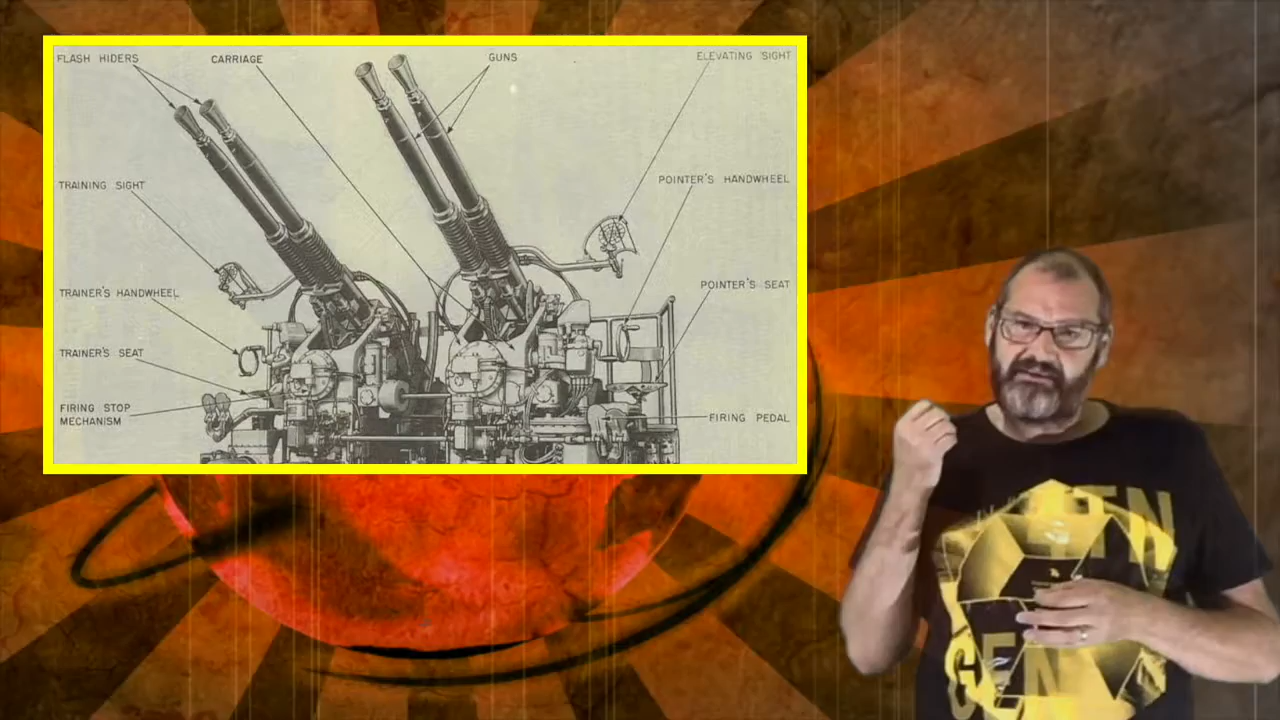 FLASH HIDERS
CARRIAGE
GUNS
ELEVATING SIGHT
TRAINING SIGHT
POINTER'S HANDWHEEL
TRAINER'S HANDWHEEL
POINTER'S SEAT
TRAINER'S SEAT
FIRING STOP
MECHANISM
FIRING PEDAL